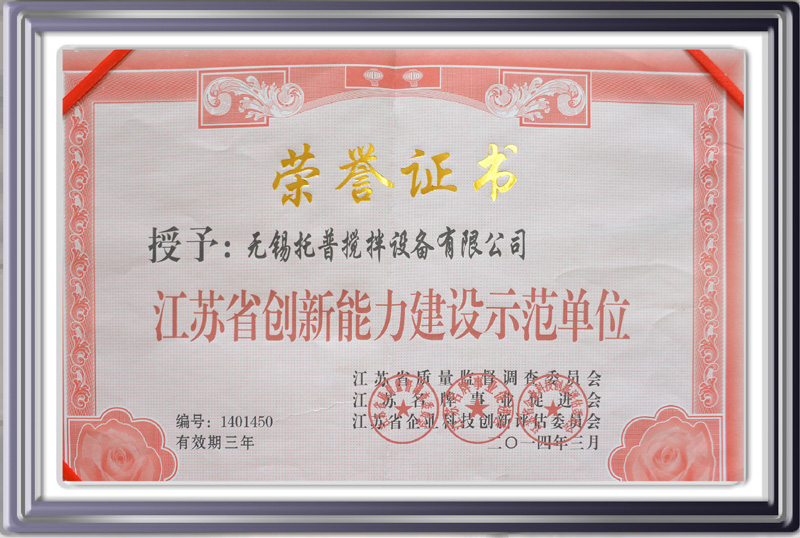 荣誉证书
授予：无锡托普搅拌设备有限公司
江苏省创新能力建设示范单位
江苏省质量监督调查委员会
江苏名牌事业促进会
江苏省企业科技创新评估委员会
编号：1401450
有效期三年
二〇一四年三月